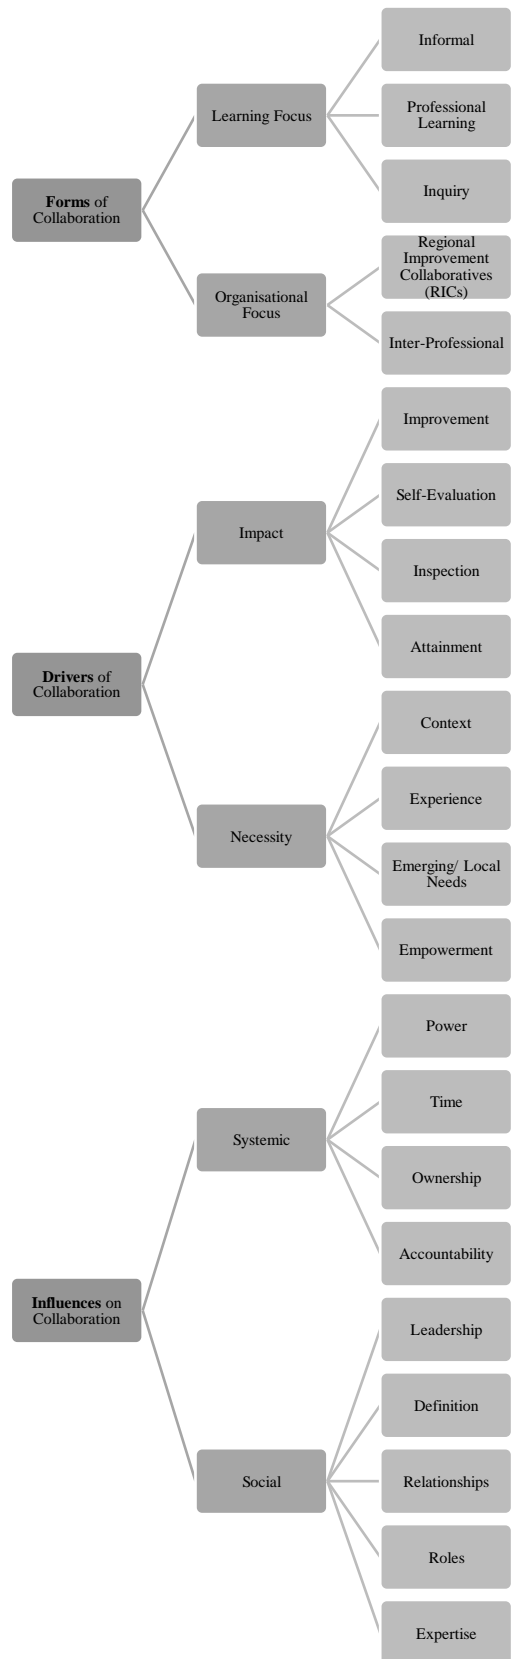 Forms of
Collaboration
Learning Focus
Informal
Professional
Learning
Inquiry
Organisational
Focus
Regional
Improvement
Collaboratives
(RICs)
Inter-Professional
Drivers of
Collaboration
Impact
Improvement
Self-Evaluation
Inspection
Attainment
Necessity
Context
Experience
Emerging/ Local
Needs
Empowerment
Influences on
Collaboration
Systemic
Power
Time
Ownership
Accountability
Social
Leadership
Definition
Relationships
Roles
Expertise